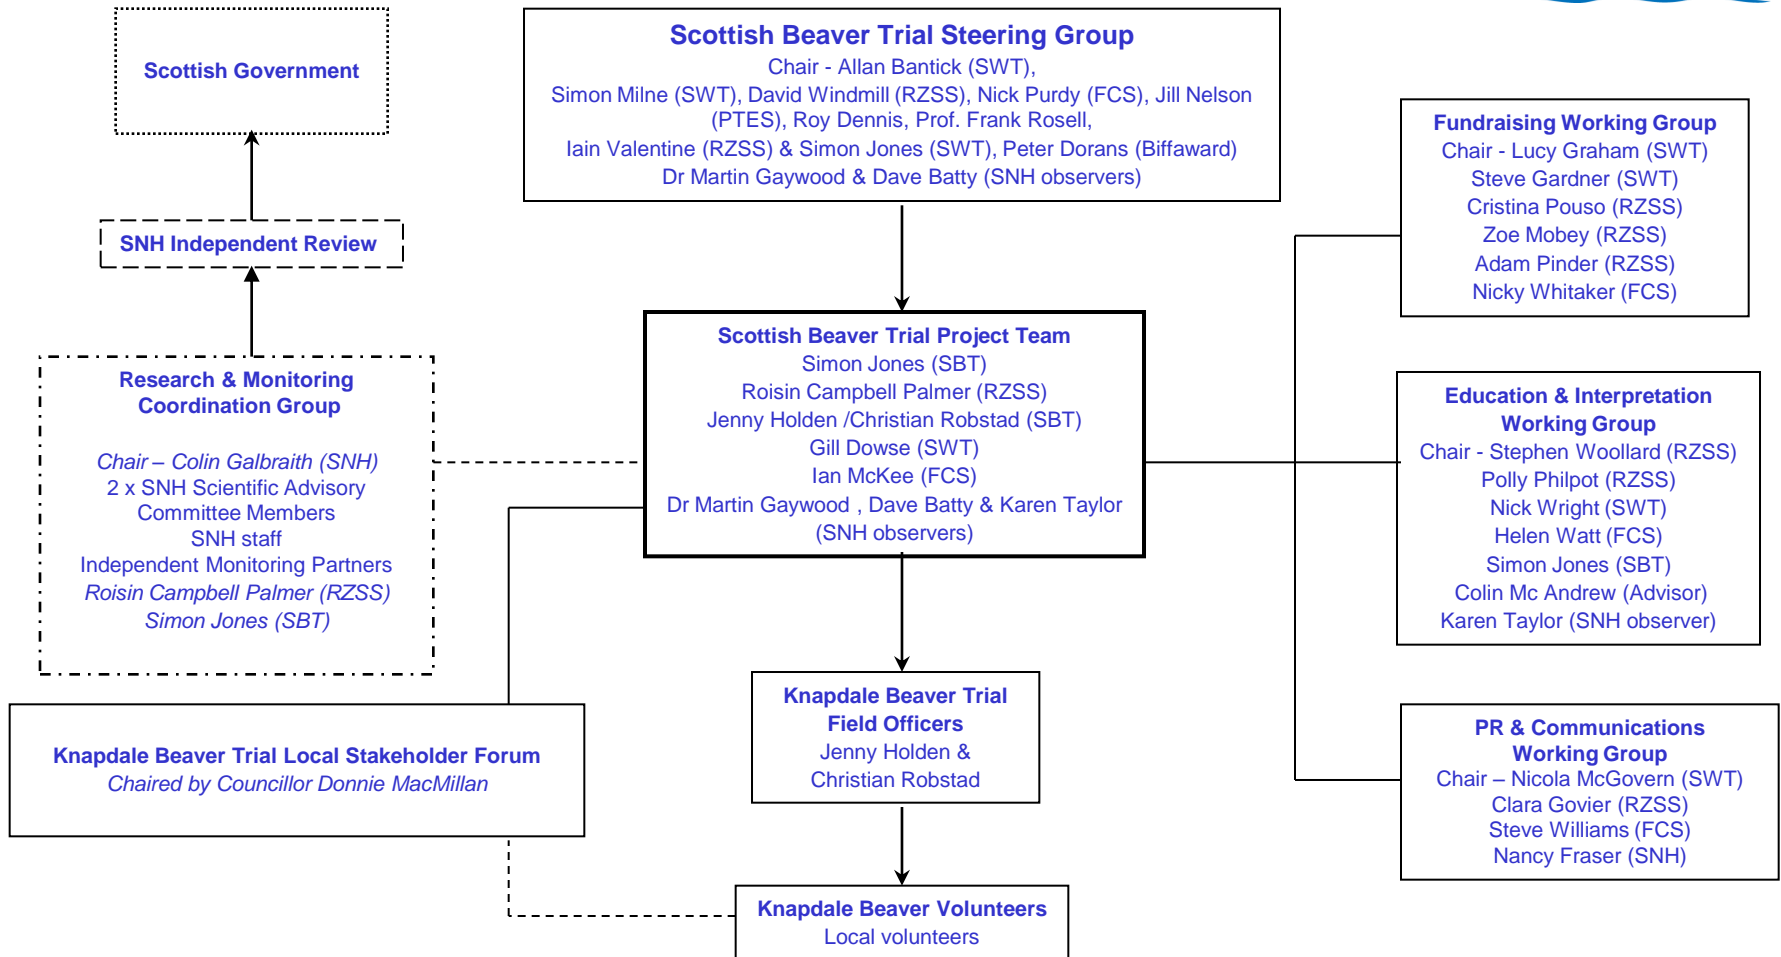 Scottish Government
SNH Independent Review
Research & Monitoring
Coordination Group
Chair – Colin Galbraith (SNH)
2 x SNH Scientific Advisory
Committee Members
SNH staff
Independent Monitoring Partners
Roisin Campbell Palmer (RZSS)
Simon Jones (SBT)
Scottish Beaver Trial Steering Group
Chair - Allan Bantick (SWT),
Simon Milne (SWT), David Windmill (RZSS), Nick Purdy (FCS), Jill Nelson
(PTES), Roy Dennis, Prof. Frank Rosell,
Iain Valentine (RZSS) & Simon Jones (SWT), Peter Dorans (Biffaward)
Dr Martin Gaywood & Dave Batty (SNH observers)
Scottish Beaver Trial Project Team
Simon Jones (SBT)
Roisin Campbell Palmer (RZSS)
Jenny Holden /Christian Robstad (SBT)
Gill Dowse (SWT)
Ian McKee (FCS)
Dr Martin Gaywood , Dave Batty & Karen Taylor
(SNH observers)
Fundraising Working Group
Chair - Lucy Graham (SWT)
Steve Gardner (SWT)
Cristina Pouso (RZSS)
Zoe Mobey (RZSS)
Adam Pinder (RZSS)
Nicky Whitaker (FCS)
Education & Interpretation
Working Group
Chair - Stephen Woollard (RZSS)
Polly Philpot (RZSS)
Nick Wright (SWT)
Helen Watt (FCS)
Simon Jones (SBT)
Colin Mc Andrew (Advisor)
Karen Taylor (SNH observer)
PR & Communications
Working Group
Chair – Nicola McGovern (SWT)
Clara Govier (RZSS)
Steve Williams (FCS)
Nancy Fraser (SNH)
Knapdale Beaver Trial Local Stakeholder Forum
Chaired by Councillor Donnie MacMillan
Knapdale Beaver Trial
Field Officers
Jenny Holden &
Christian Robstad
Knapdale Beaver Volunteers
Local volunteers